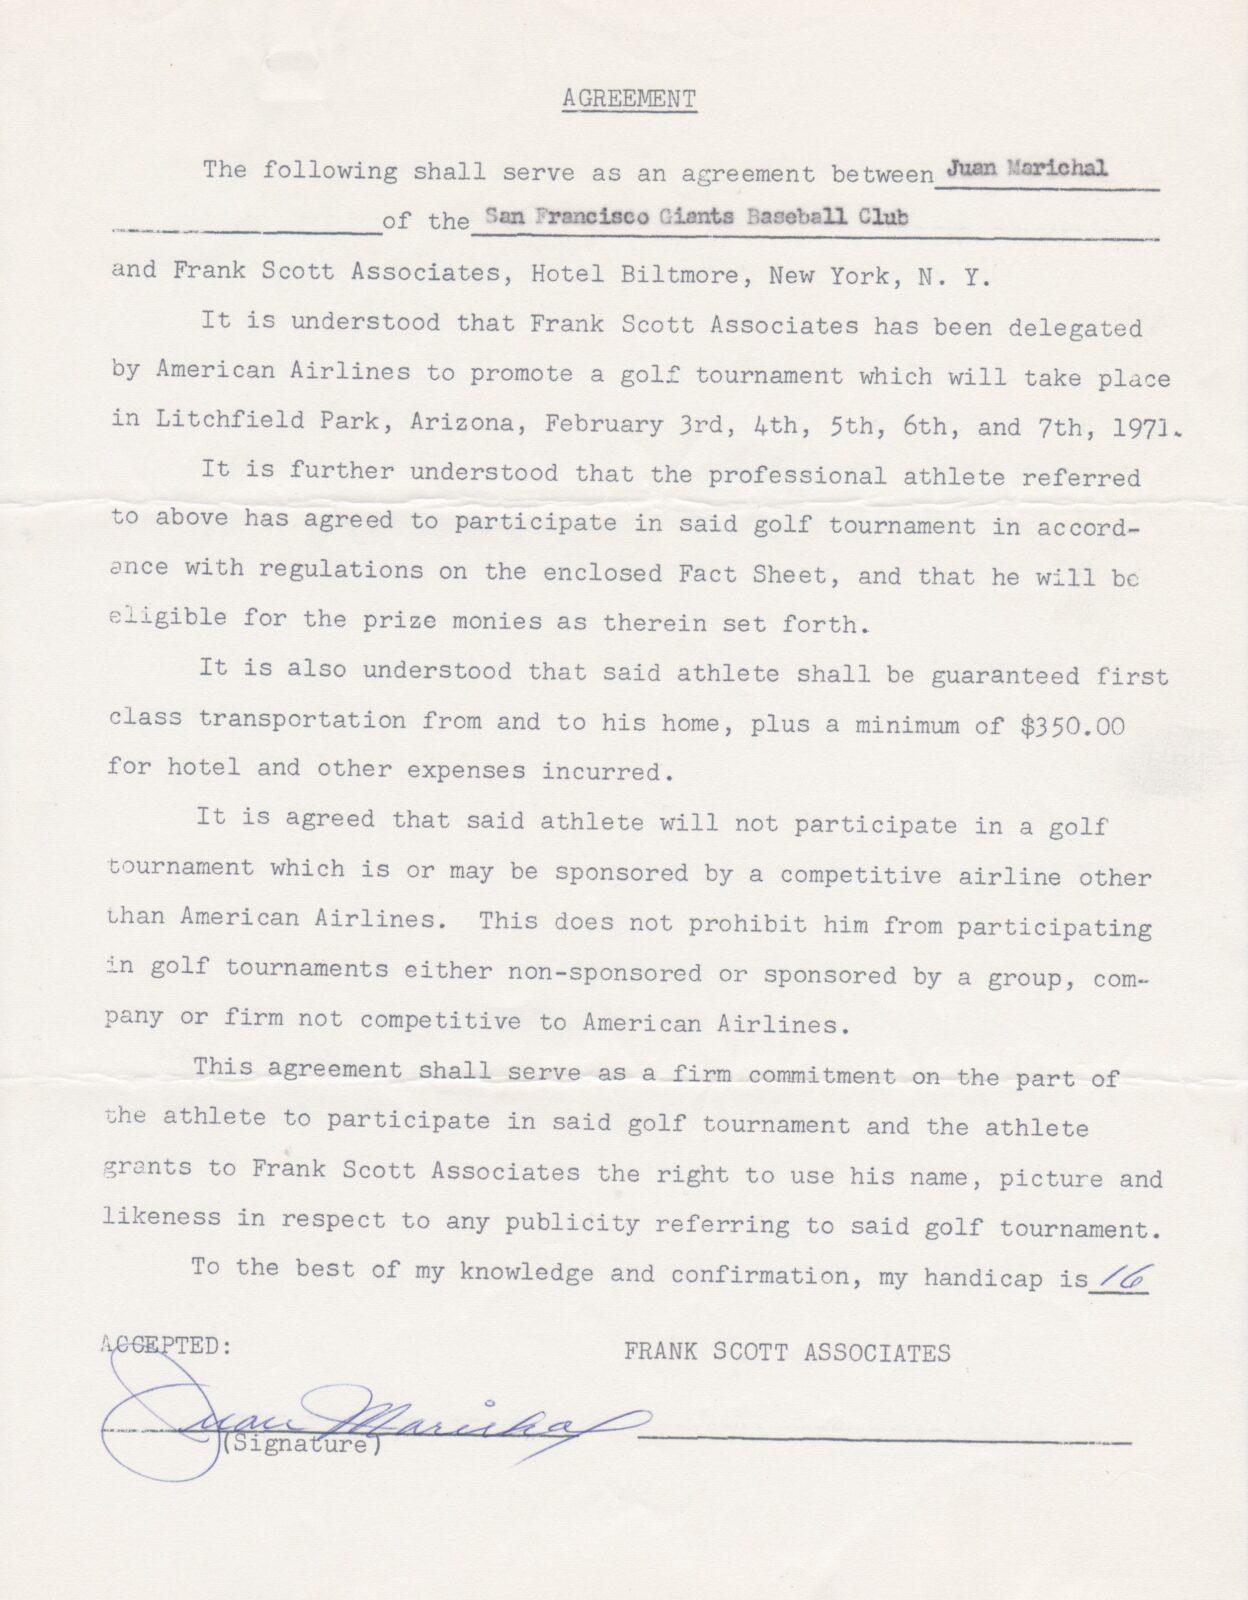 AGREEMENT
The following shall serve as an agreement between Juan Marichal
of the San Francisco Giants Baseball Club
and Frank Scott Associates, Hotel Biltmore, New York, N. Y.
It is understood that Frank Scott Associates has been delegated
by American Airlines to promote a golf tournament which will take place
in Litchfield Park, Arizona, February 3rd, 4th, 5th, 6th, and 7th, 1971.
It is further understood that the professional athlete referred
to above has agreed to participate in said golf tournament in accord-
ance with regulations on the enclosed Fact Sheet, and that he will be
eligible for the prize monies as therein set forth.
It is also understood that said athlete shall be guaranteed first
class transportation from and to his home, plus a minimum of $350.00
for hotel and other expenses incurred.
It is agreed that said athlete will not participate in a golf
tournament which is or may be sponsored by a competitive airline other
than American Airlines. This does not prohibit him from participating
in golf tournaments either non-sponsored or sponsored by a group, com-
pany or firm not competitive to American Airlines.
This agreement shall serve as a firm commitment on the part of
the athlete to participate in said golf tournament and the athlete
grants to Frank Scott Associates the right to use his name, picture and
likeness in respect to any publicity referring to said golf tournament.
To the best of my knowledge and confirmation, my handicap is 16
ACCEPTED: FRANK SCOTT ASSOCIATES
Juan Marichal
(Signature)